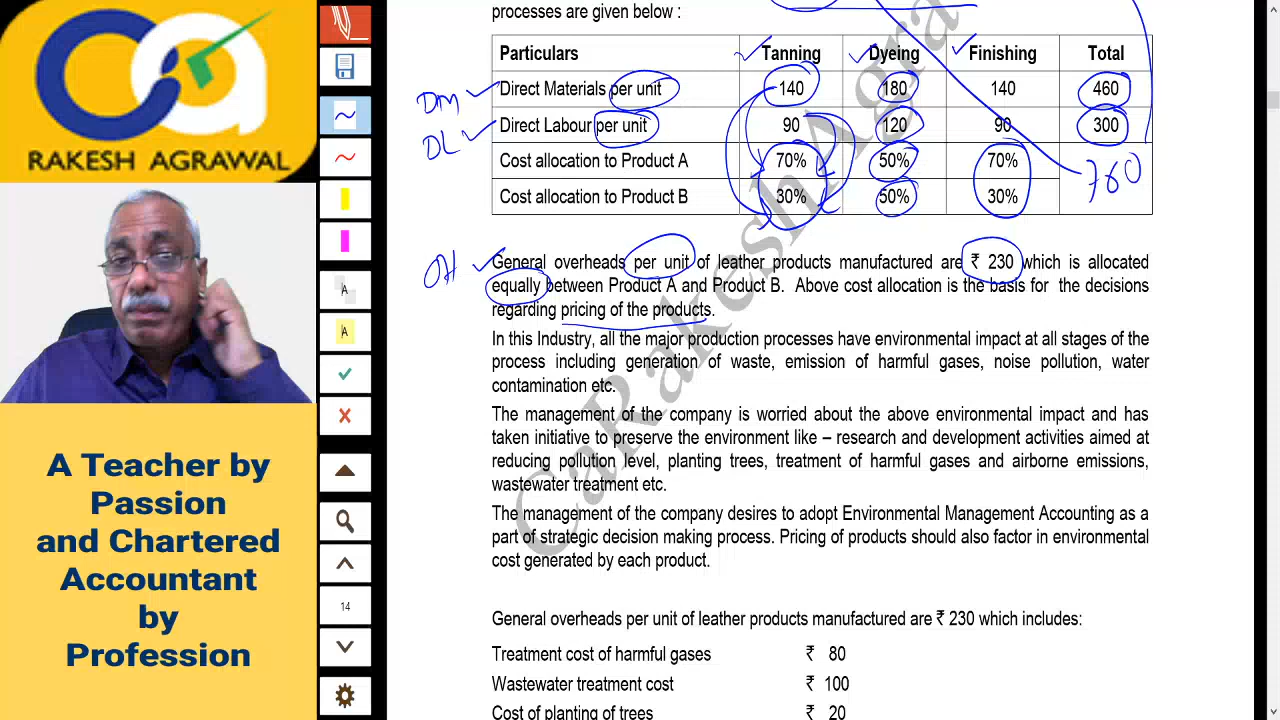 processes are given below :
Particulars Tanning Dyeing Finishing Total
DM Direct Materials per unit 140 180 140 460
DL Direct Labour per unit 90 120 90 300
Cost allocation to Product A 70% 50% 70%
Cost allocation to Product B 30% 50% 30% 760
OH General overheads per unit of leather products manufactured are ₹ 230 which is allocated
equally between Product A and Product B. Above cost allocation is the basis for the decisions
regarding pricing of the products.
In this Industry, all the major production processes have environmental impact at all stages of the
process including generation of waste, emission of harmful gases, noise pollution, water
contamination etc.
The management of the company is worried about the above environmental impact and has
taken initiative to preserve the environment like – research and development activities aimed at
reducing pollution level, planting trees, treatment of harmful gases and airborne emissions,
wastewater treatment etc.
The management of the company desires to adopt Environmental Management Accounting as a
part of strategic decision making process. Pricing of products should also factor in environmental
cost generated by each product.
General overheads per unit of leather products manufactured are ₹ 230 which includes:
Treatment cost of harmful gases ₹ 80
Wastewater treatment cost ₹ 100
Cost of planting of trees ₹ 20
CaRakeshAgra
RAKESH AGRAWAL
A Teacher by
Passion
and Chartered
Accountant
by
Profession
A
A
14